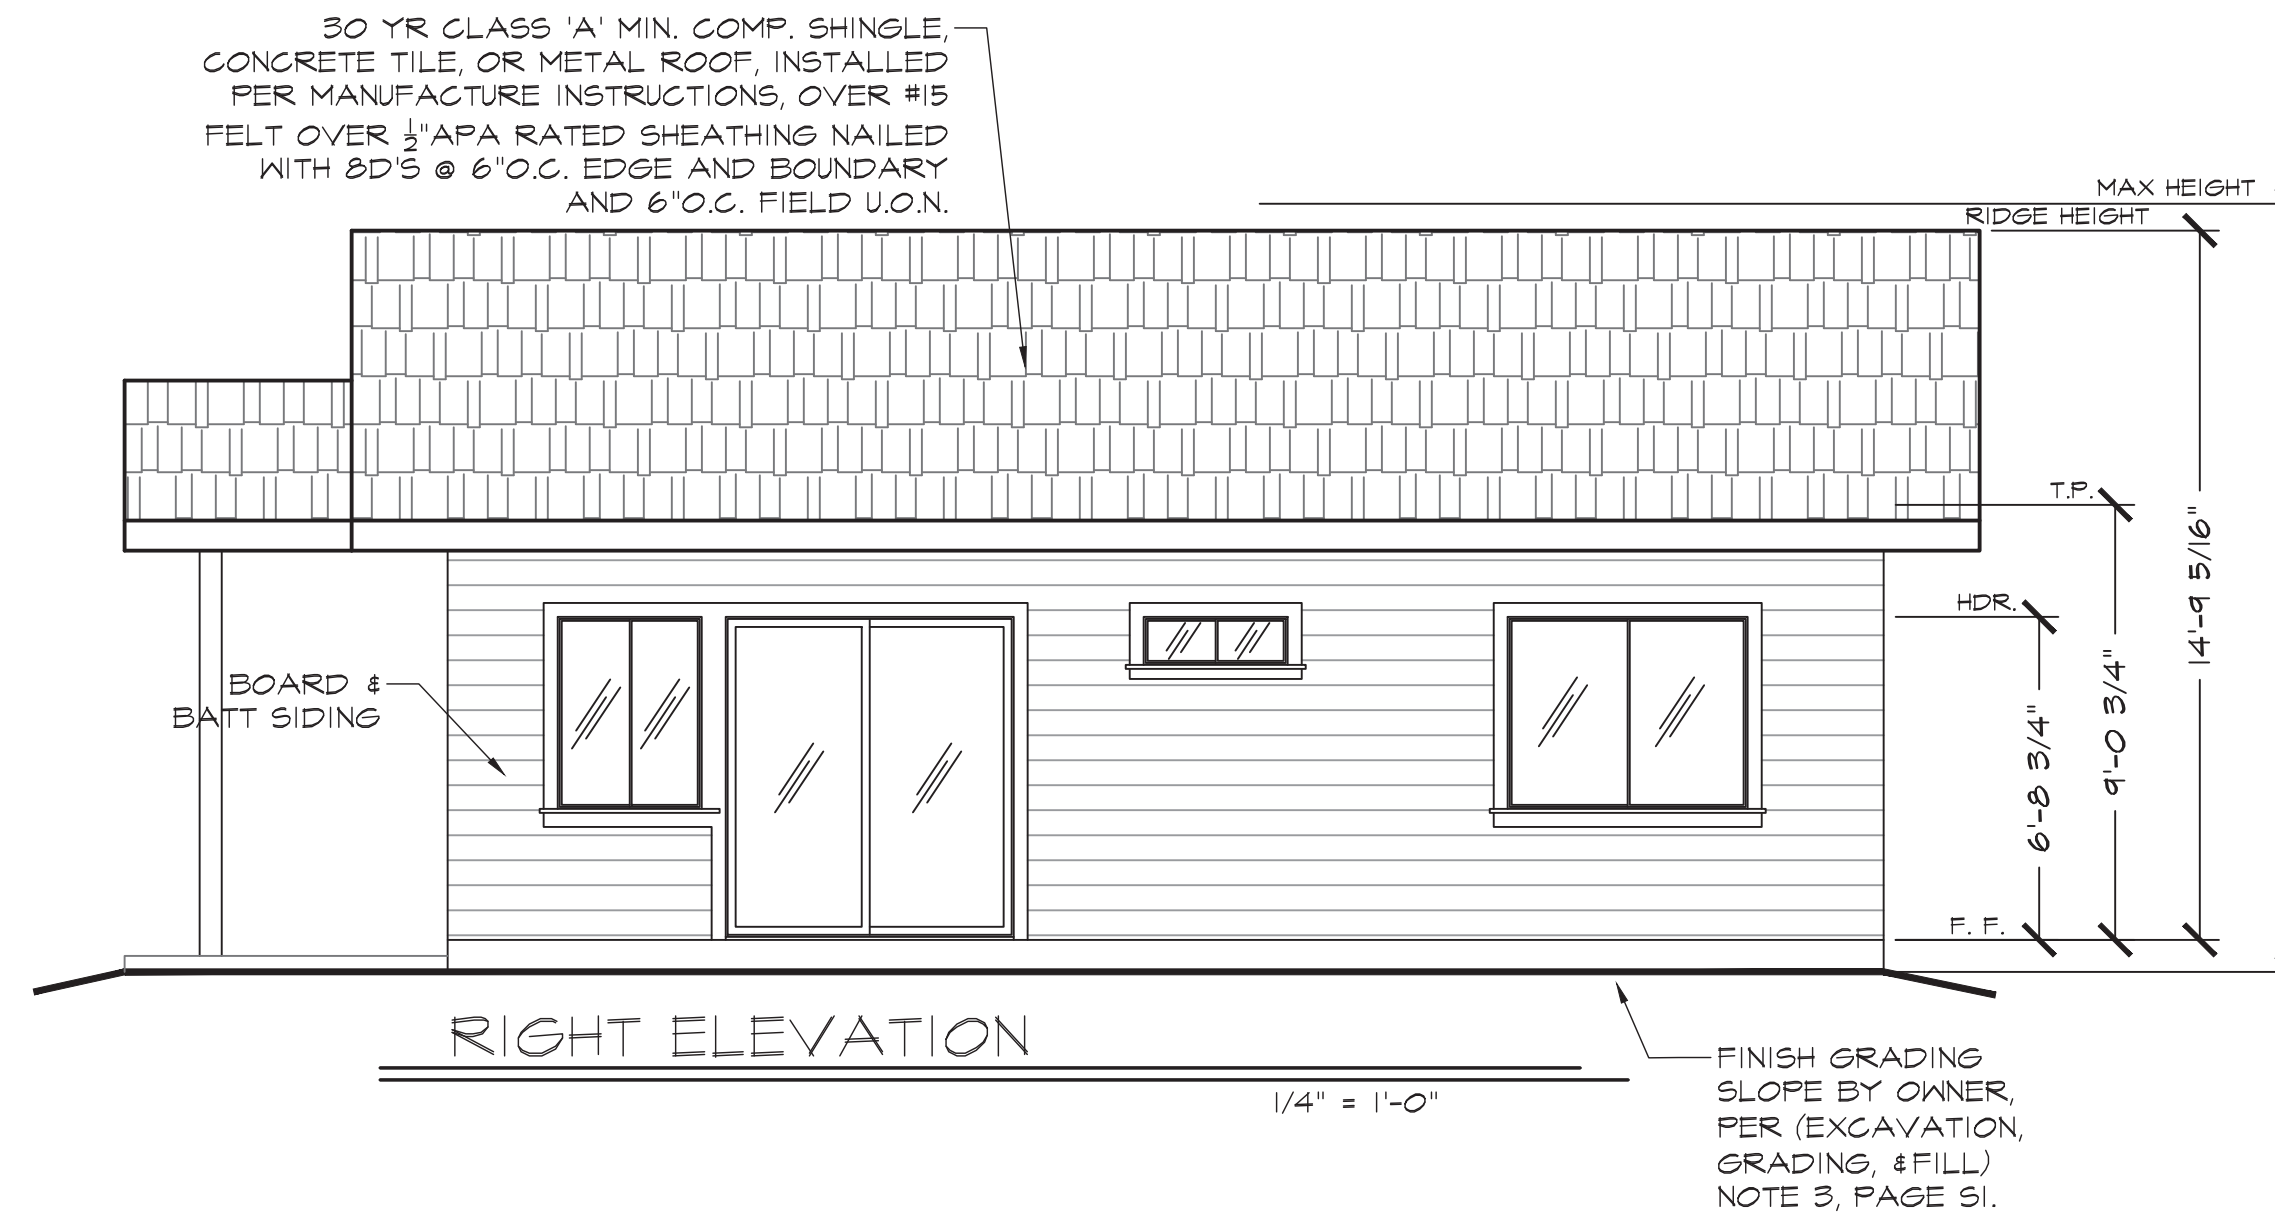 30 YR CLASS 'A' MIN. COMP. SHINGLE,
CONCRETE TILE, OR METAL ROOF, INSTALLED
PER MANUFACTURE INSTRUCTIONS, OVER #15
FELT OVER ½"APA RATED SHEATHING NAILED
WITH 8D'S @ 6"O.C. EDGE AND BOUNDARY
AND 6"O.C. FIELD U.O.N.
MAX HEIGHT
RIDGE HEIGHT
T.P.
14'-9 5/16"
HDR.
9'-0 3/4"
6'-8 3/4"
BOARD &
BATT SIDING
F. F.
RIGHT ELEVATION
1/4" = 1'-0"
FINISH GRADING
SLOPE BY OWNER,
PER (EXCAVATION,
GRADING, &FILL)
NOTE 3, PAGE S1.